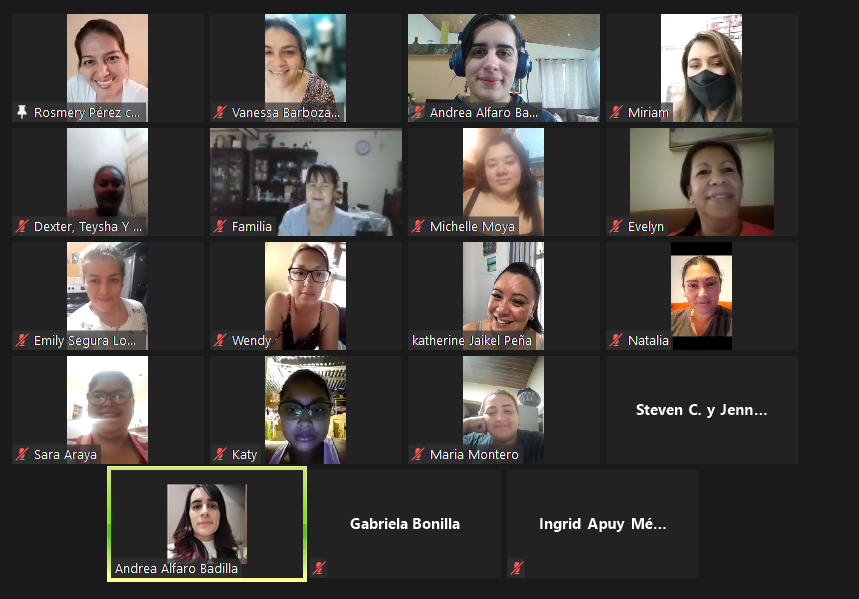 Rosmery Pérez c...
Vanessa Barboza...
Andrea Alfaro Ba...
Miriam
Dexter, Teysha Y ...
Familia
Michelle Moya
Evelyn
Emily Segura Lo...
Wendy
katherine Jaikel Peña
Natalia
Sara Araya
Katy
Maria Montero
Steven C. y Jenn...
Andrea Alfaro Badilla
Gabriela Bonilla
Ingrid Apuy Mé...